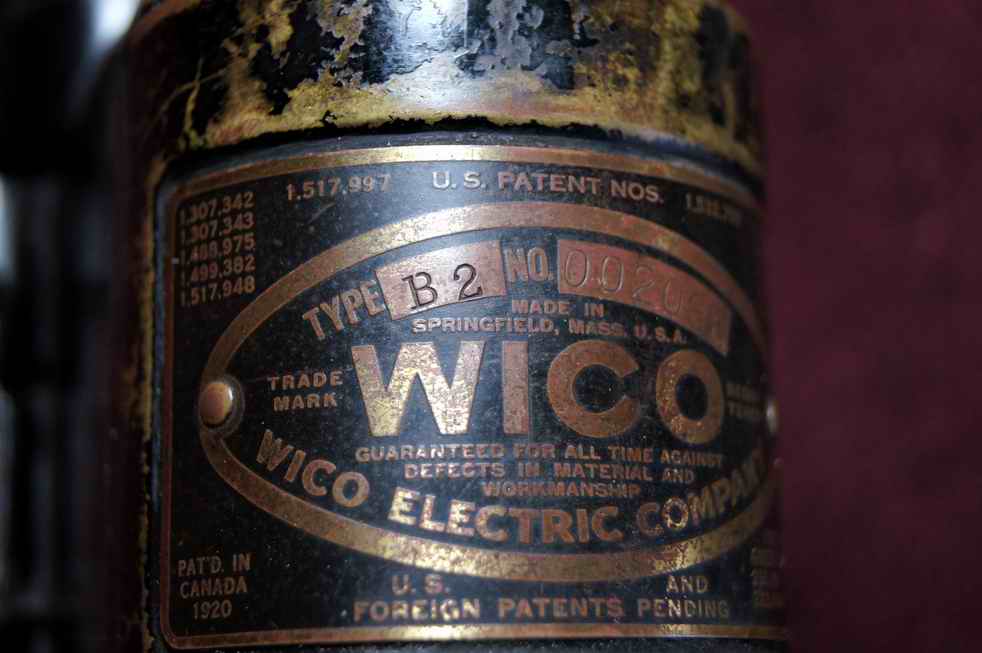 U. S. PATENT NOS.
1,517,997
1,307,342
1,307,343
1,488,975
1,499,382
1,517,948
TYPE B2 NO.
MADE IN
SPRINGFIELD, MASS. U.S.A.
TRADE
MARK
WICO
GUARANTEED FOR ALL TIME AGAINST
DEFECTS IN MATERIAL AND
WORKMANSHIP
WICO ELECTRIC COMPANY
PAT'D. IN
CANADA
1920
U. S. AND
FOREIGN PATENTS PENDING